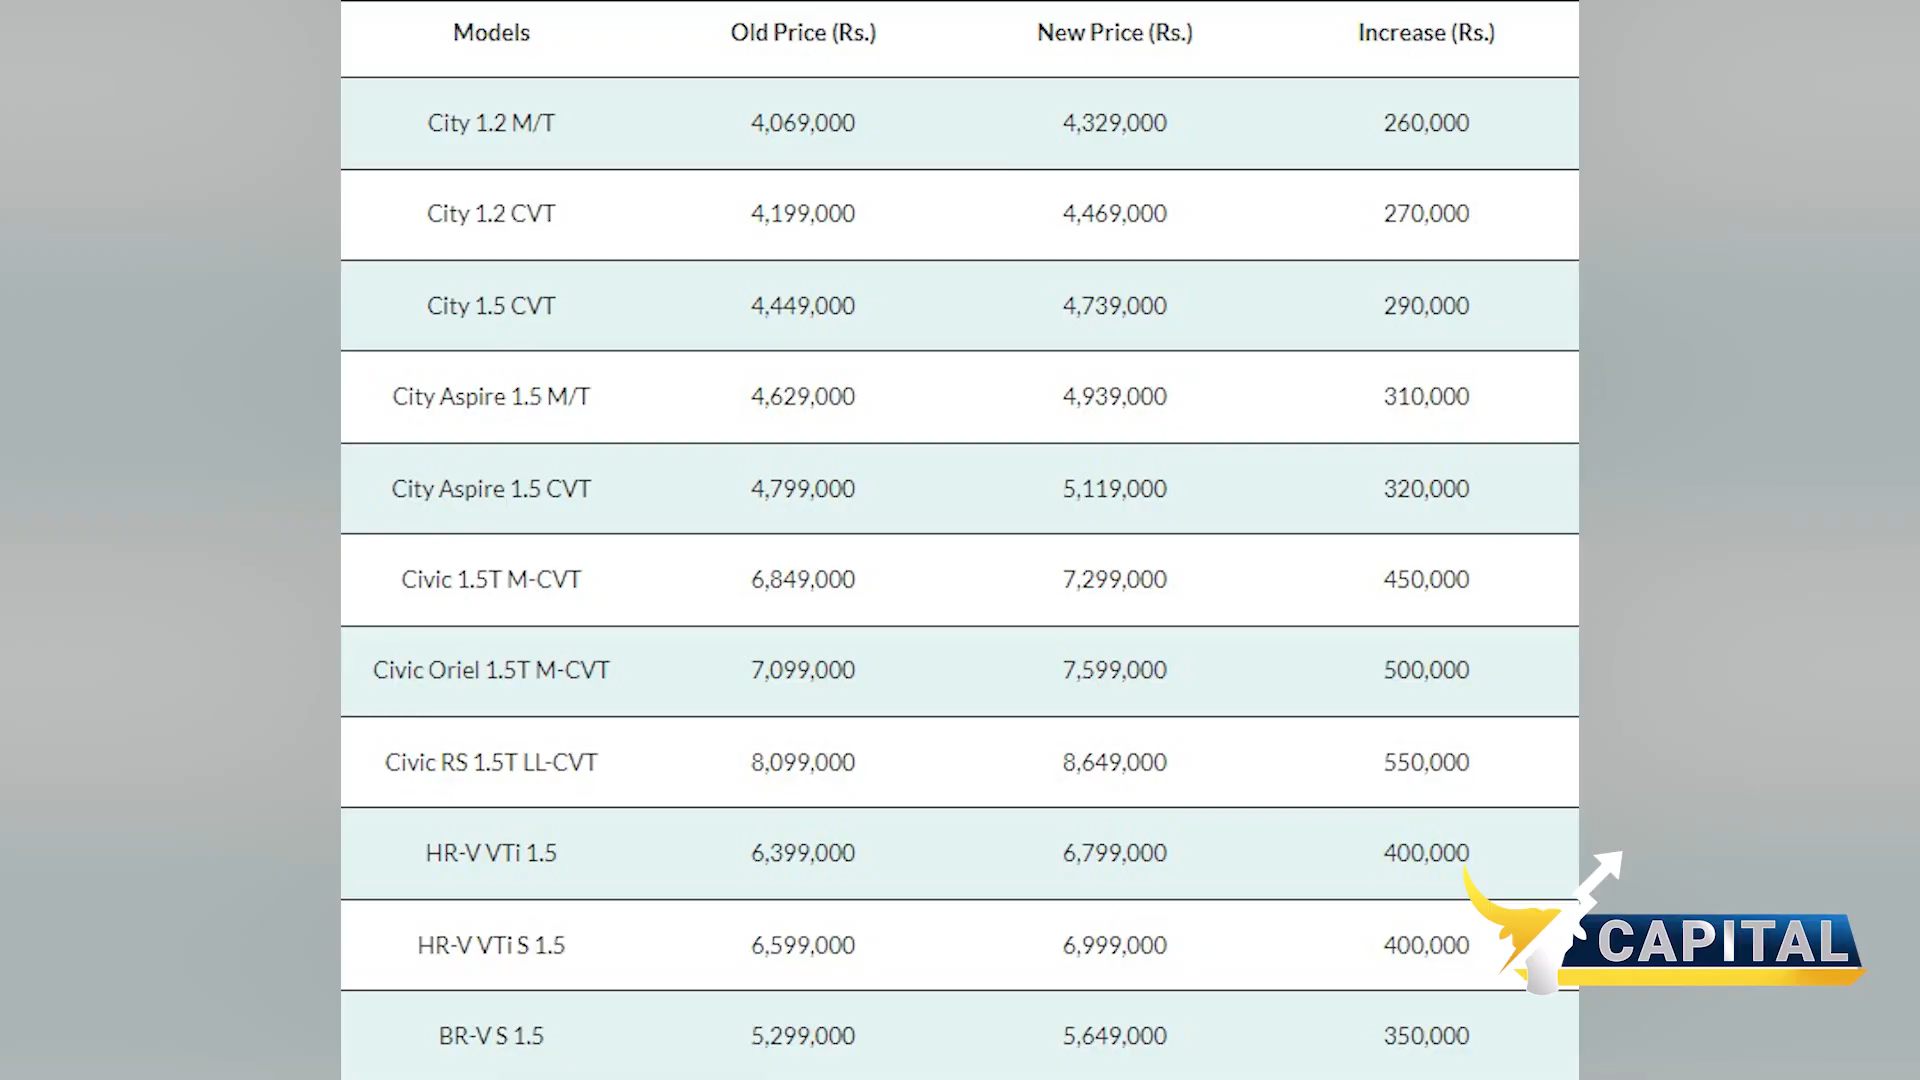 Models Old Price (Rs.) New Price (Rs.) Increase (Rs.)
City 1.2 M/T 4,069,000 4,329,000 260,000
City 1.2 CVT 4,199,000 4,469,000 270,000
City 1.5 CVT 4,449,000 4,739,000 290,000
City Aspire 1.5 M/T 4,629,000 4,939,000 310,000
City Aspire 1.5 CVT 4,799,000 5,119,000 320,000
Civic 1.5T M-CVT 6,849,000 7,299,000 450,000
Civic Oriel 1.5T M-CVT 7,099,000 7,599,000 500,000
Civic RS 1.5T LL-CVT 8,099,000 8,649,000 550,000
HR-V VTi 1.5 6,399,000 6,799,000 400,000
HR-V VTi S 1.5 6,599,000 6,999,000 400,000
CAPITAL
BR-V S 1.5 5,299,000 5,649,000 350,000